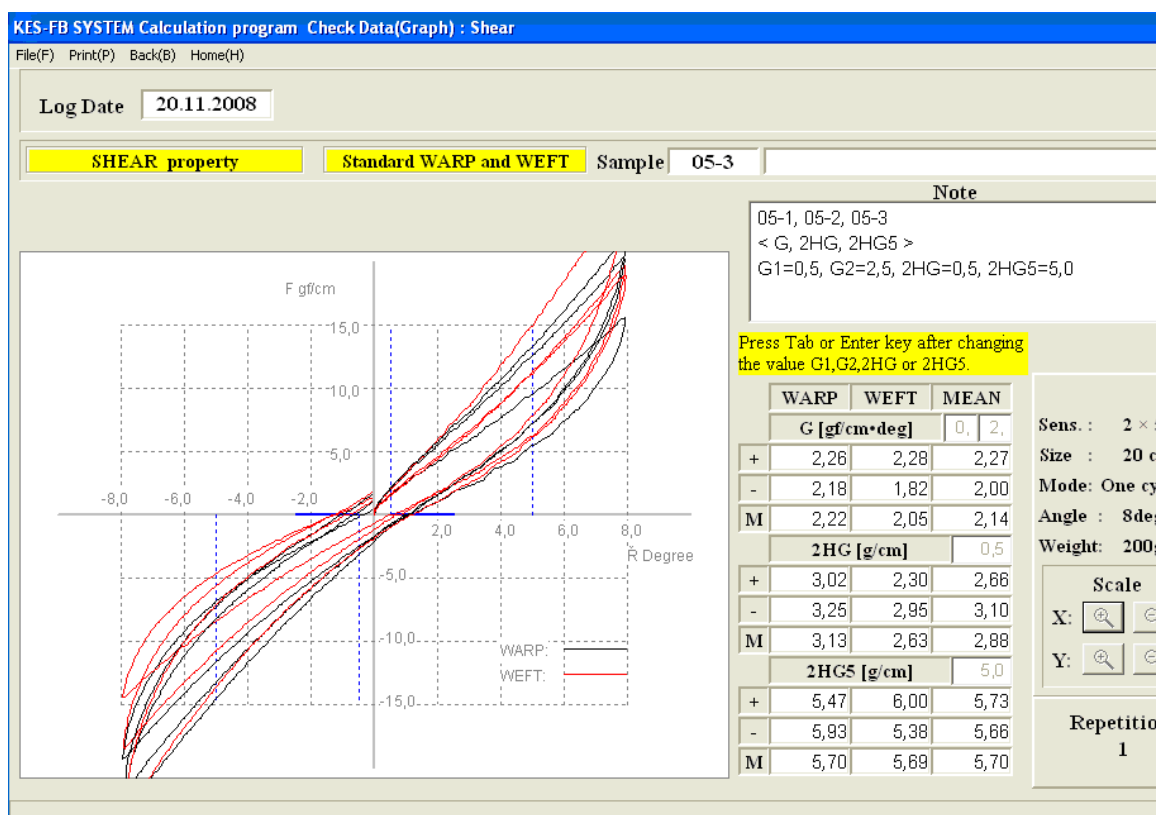 KES-FB SYSTEM Calculation program Check Data(Graph) : Shear
File(F) Print(P) Back(B) Home(H)
Log Date 20.11.2008
SHEAR property Standard WARP and WEFT Sample 05-3
Note
05-1, 05-2, 05-3
< G, 2HG, 2HG5 >
G1=0,5, G2=2,5, 2HG=0,5, 2HG5=5,0
F gf/cm
15,0
10,0
5,0
-8,0 -6,0 -4,0 -2,0
2,0 4,0 6,0 8,0
Ř Degree
-5,0
-10,0
-15,0
WARP:
WEFT:
Press Tab or Enter key after changing
the value G1,G2,2HG or 2HG5.
WARP WEFT MEAN
G [gf/cm•deg] 0, 2,
+ 2,26 2,28 2,27
- 2,18 1,82 2,00
M 2,22 2,05 2,14
2HG [g/cm] 0,5
+ 3,02 2,30 2,66
- 3,25 2,95 3,10
M 3,13 2,63 2,88
2HG5 [g/cm] 5,0
+ 5,47 6,00 5,73
- 5,93 5,38 5,66
M 5,70 5,69 5,70
Sens. : 2 ×
Size : 20 c
Mode: One cy
Angle : 8deg
Weight: 200g
Scale
X:
Y:
Repetitio
1